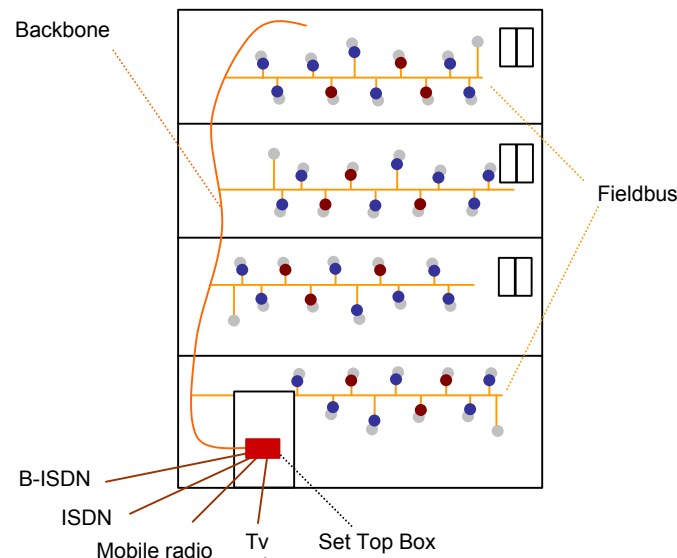 Backbone
Fieldbus
B-ISDN
ISDN
Mobile radio
Tv
Set Top Box